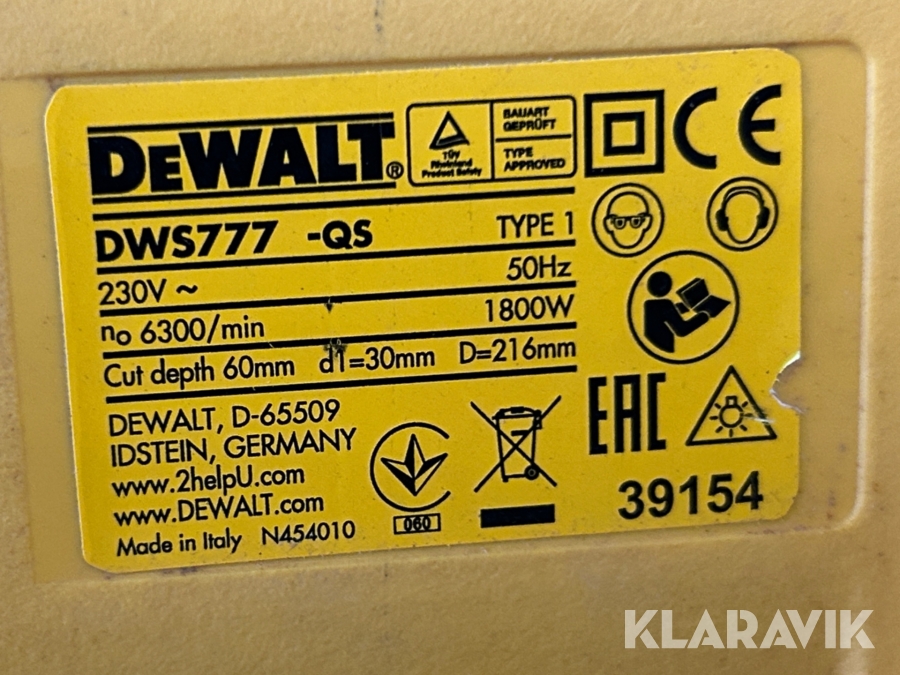 DEWALT®
TÜV
Rheinland
Product Safety
BAUART
GEPRÜFT
TYPE
APPROVED
CE
DWS777 -QS TYPE 1
230V ~ 50Hz
n₀ 6300/min 1800W
Cut depth 60mm d1=30mm D=216mm
DEWALT, D-65509
IDSTEIN, GERMANY
www.2helpU.com
www.DEWALT.com
Made in Italy N454010
060
EAC
39154
KLARAVIK